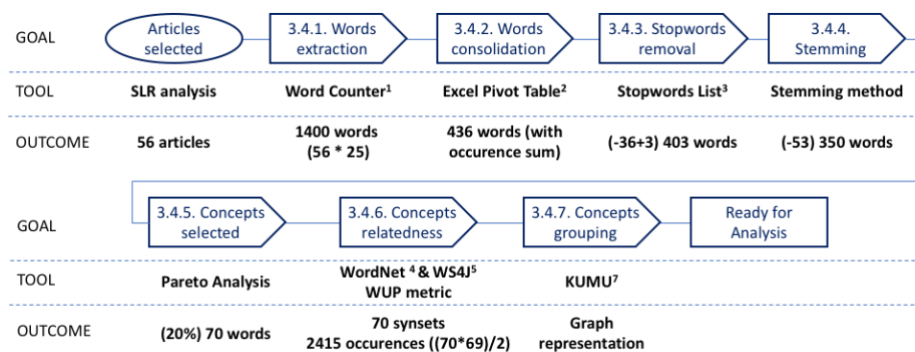 GOAL
Articles selected
3.4.1. Words extraction
3.4.2. Words consolidation
3.4.3. Stopwords removal
3.4.4. Stemming
TOOL
SLR analysis
Word Counter¹
Excel Pivot Table²
Stopwords List³
Stemming method
OUTCOME
56 articles
1400 words
(56 * 25)
436 words (with
occurence sum)
(-36+3) 403 words
(-53) 350 words
GOAL
3.4.5. Concepts
selected
3.4.6. Concepts
relatedness
3.4.7. Concepts
grouping
Ready for
Analysis
TOOL
Pareto Analysis
WordNet ⁴ & WS4J⁵
WUP metric
KUMU⁷
OUTCOME
(20%) 70 words
70 synsets
2415 occurences ((70*69)/2)
Graph
representation